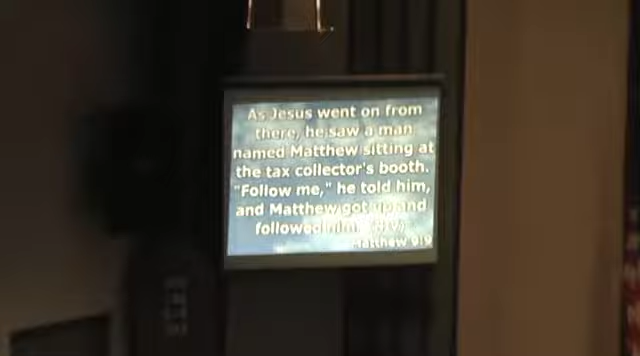 As Jesus went on from
there, he saw a man
named Matthew sitting at
the tax collector's booth.
"Follow me," he told him,
and Matthew got up and
followed him. (NIV)
Matthew 9:9